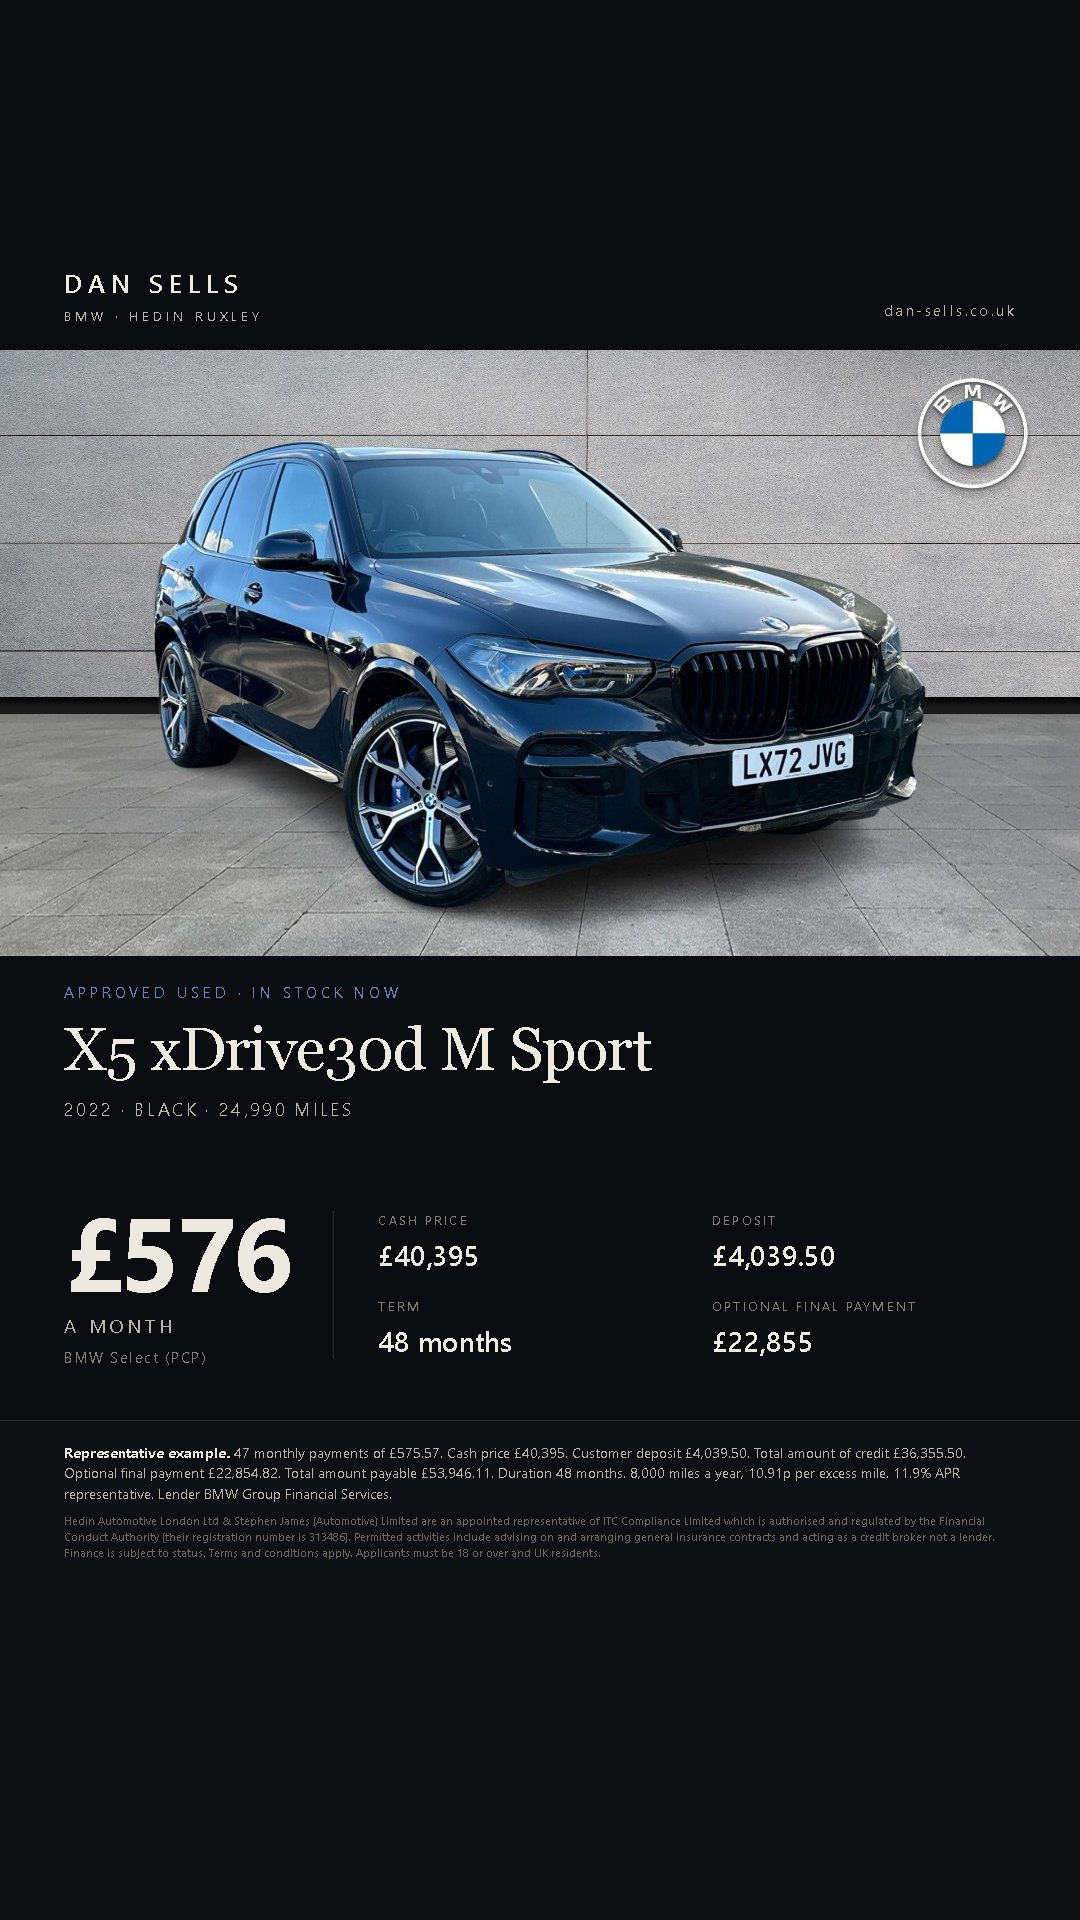 DAN SELLS
BMW · HEDIN RUXLEY
dan-sells.co.uk
BMW
LX72 JVG
APPROVED USED · IN STOCK NOW
X5 xDrive30d M Sport
2022 · BLACK · 24,990 MILES
£576
A MONTH
BMW Select (PCP)
CASH PRICE
£40,395
DEPOSIT
£4,039.50
TERM
48 months
OPTIONAL FINAL PAYMENT
£22,855
Representative example. 47 monthly payments of £575.57. Cash price £40,395. Customer deposit £4,039.50. Total amount of credit £36,355.50.
Optional final payment £22,854.82. Total amount payable £53,946.11. Duration 48 months. 8,000 miles a year, 10.91p per excess mile. 11.9% APR
representative. Lender BMW Group Financial Services.
Hedin Automotive London Ltd & Stephen James (Automotive) Limited are an appointed representative of ITC Compliance Limited which is authorised and regulated by the Financial
Conduct Authority (their registration number is 313486). Permitted activities include advising on and arranging general insurance contracts and acting as a credit broker not a lender.
Finance is subject to status. Terms and conditions apply. Applicants must be 18 or over and UK residents.